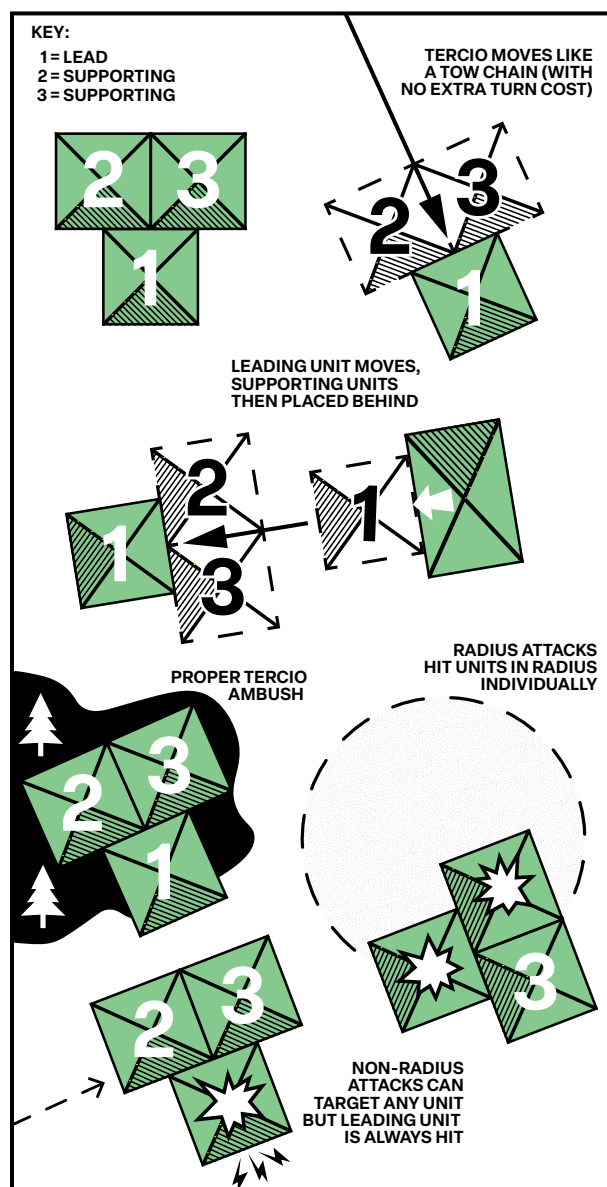 KEY:
1 = LEAD
2 = SUPPORTING
3 = SUPPORTING
TERCIO MOVES LIKE
A TOW CHAIN (WITH
NO EXTRA TURN COST)
2 3
1
2 3
1
LEADING UNIT MOVES,
SUPPORTING UNITS
THEN PLACED BEHIND
2
1 1
3
PROPER TERCIO
AMBUSH
RADIUS ATTACKS
HIT UNITS IN RADIUS
INDIVIDUALLY
2 3
1
3
2 3
NON-RADIUS
ATTACKS CAN
TARGET ANY UNIT
BUT LEADING UNIT
IS ALWAYS HIT